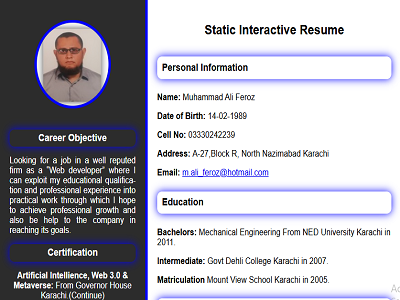 Static Interactive Resume
Personal Information
Name: Muhammad Ali Feroz
Date of Birth: 14-02-1989
Cell No: 03330242239
Address: A-27,Block R, North Nazimabad Karachi
Email: m.ali_feroz@hotmail.com
Education
Bachelors: Mechanical Engineering From NED University Karachi in
2011.
Intermediate: Govt Dehli College Karachi in 2007.
Matriculation Mount View School Karachi in 2005.
Career Objective
Looking for a job in a well reputed
firm as a "Web developer" where I
can exploit my educational qualifica-
tion and professional experience into
practical work through which I hope
to achieve professional growth and
also be help to the company in
reaching its goals.
Certification
Artificial Intellience, Web 3.0 &
Metaverse: From Governor House
Karachi.(Continue)